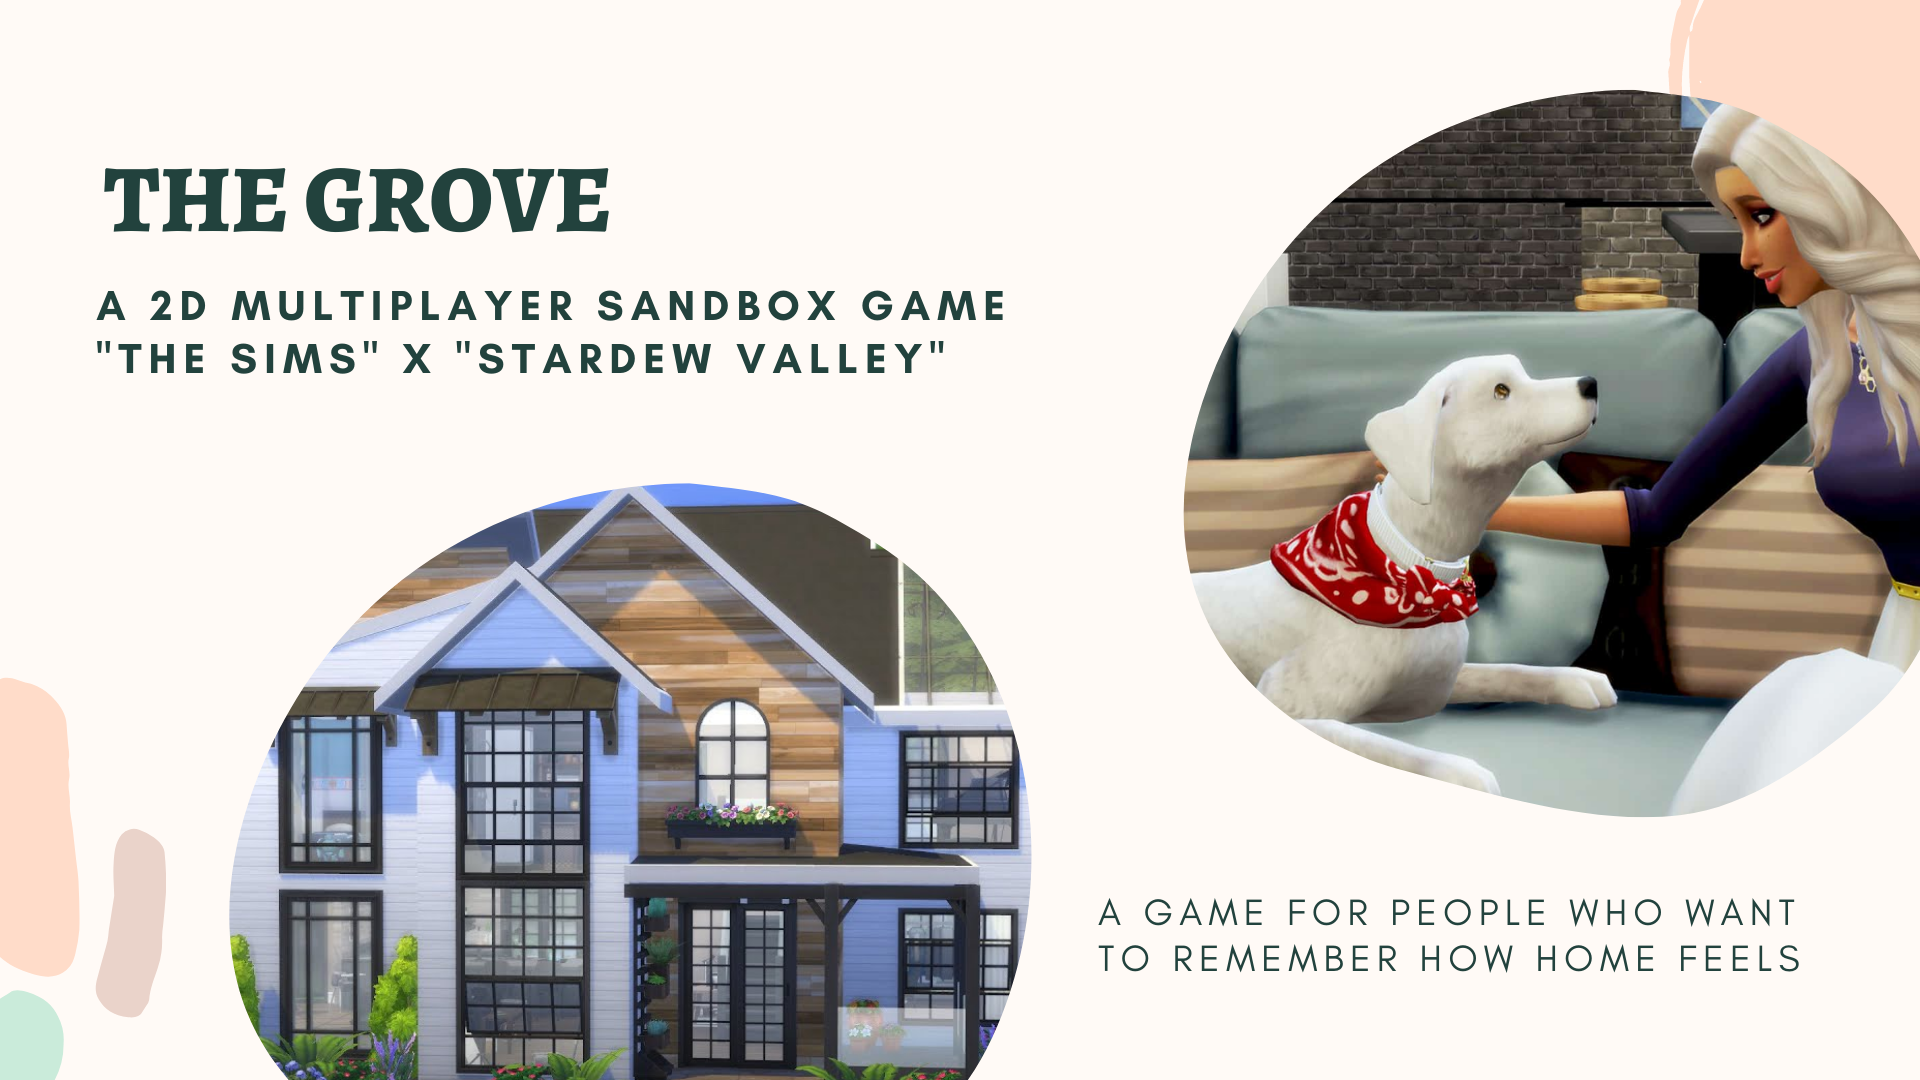 THE GROVE
A 2D MULTIPLAYER SANDBOX GAME
"THE SIMS" X "STARDEW VALLEY"
A GAME FOR PEOPLE WHO WANT
TO REMEMBER HOW HOME FEELS